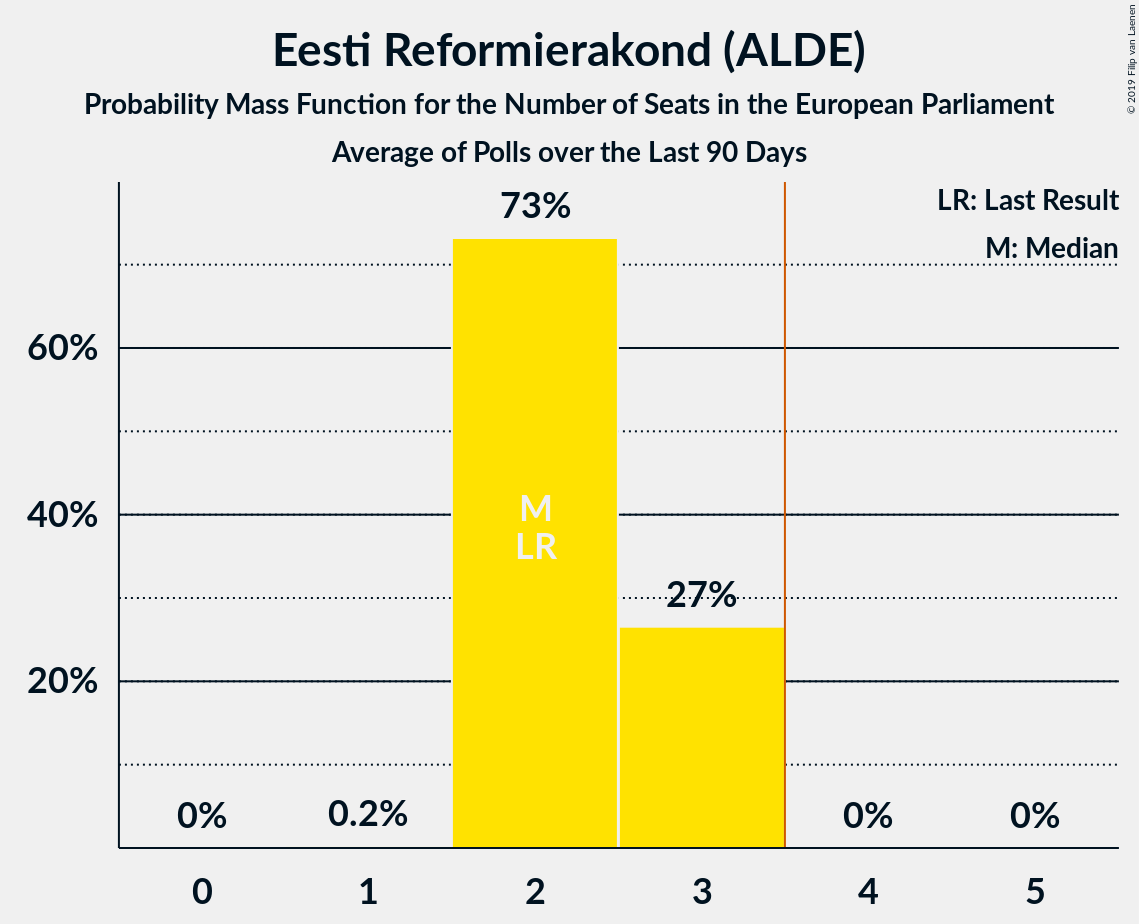 Eesti Reformierakond (ALDE)
Probability Mass Function for the Number of Seats in the European Parliament
Average of Polls over the Last 90 Days
© 2019 Filip van Laenen
LR: Last Result
M: Median
73%
60%
40%
20%
M
LR
27%
0%
0.2%
0%
0%
0
1
2
3
4
5